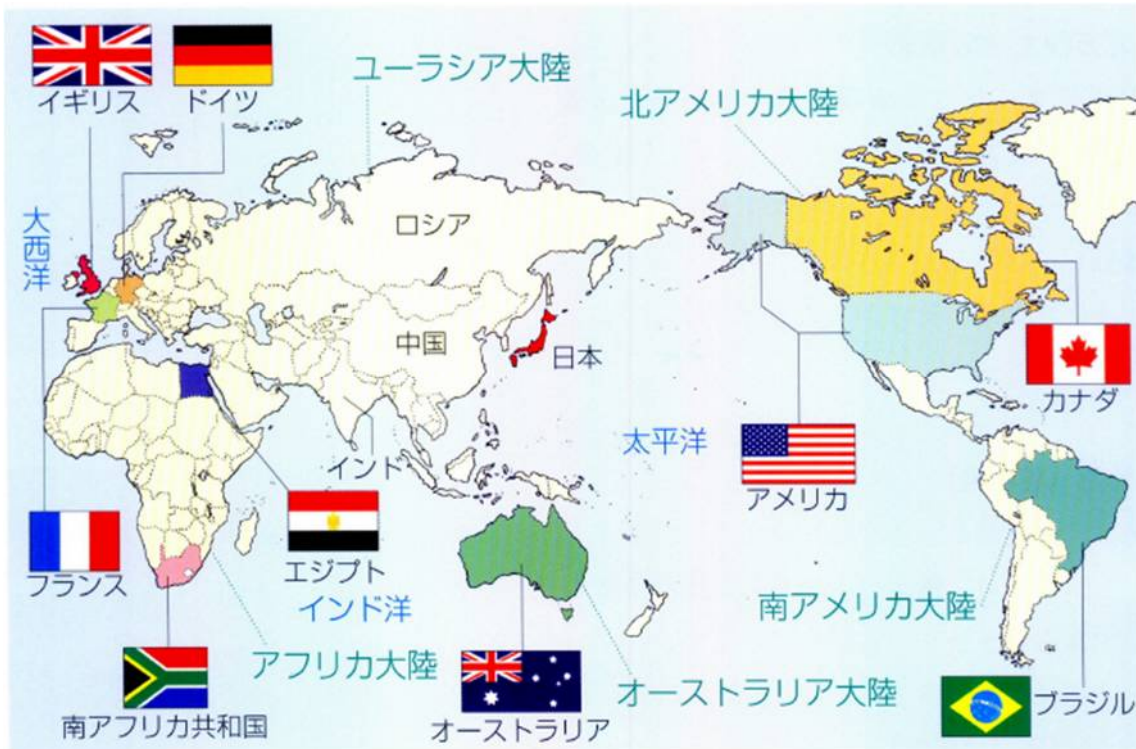 イギリス
ドイツ
ユーラシア大陸
北アメリカ大陸
大西洋
ロシア
中国
日本
カナダ
太平洋
アメリカ
インド
フランス
エジプト
インド洋
南アメリカ大陸
アフリカ大陸
オーストラリア大陸
南アフリカ共和国
オーストラリア
ブラジル